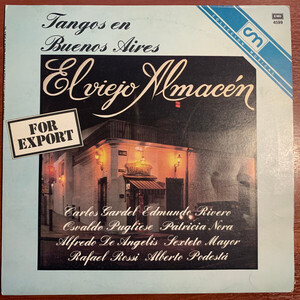 Tangos en
Buenos Aires
El viejo Almacén
FOR
EXPORT
Carlos Gardel Edmundo Rivero
Osvaldo Pugliese Patricia Nora
Alfredo De Angelis Sexteto Mayor
Rafael Rossi Alberto Podestá
EMI